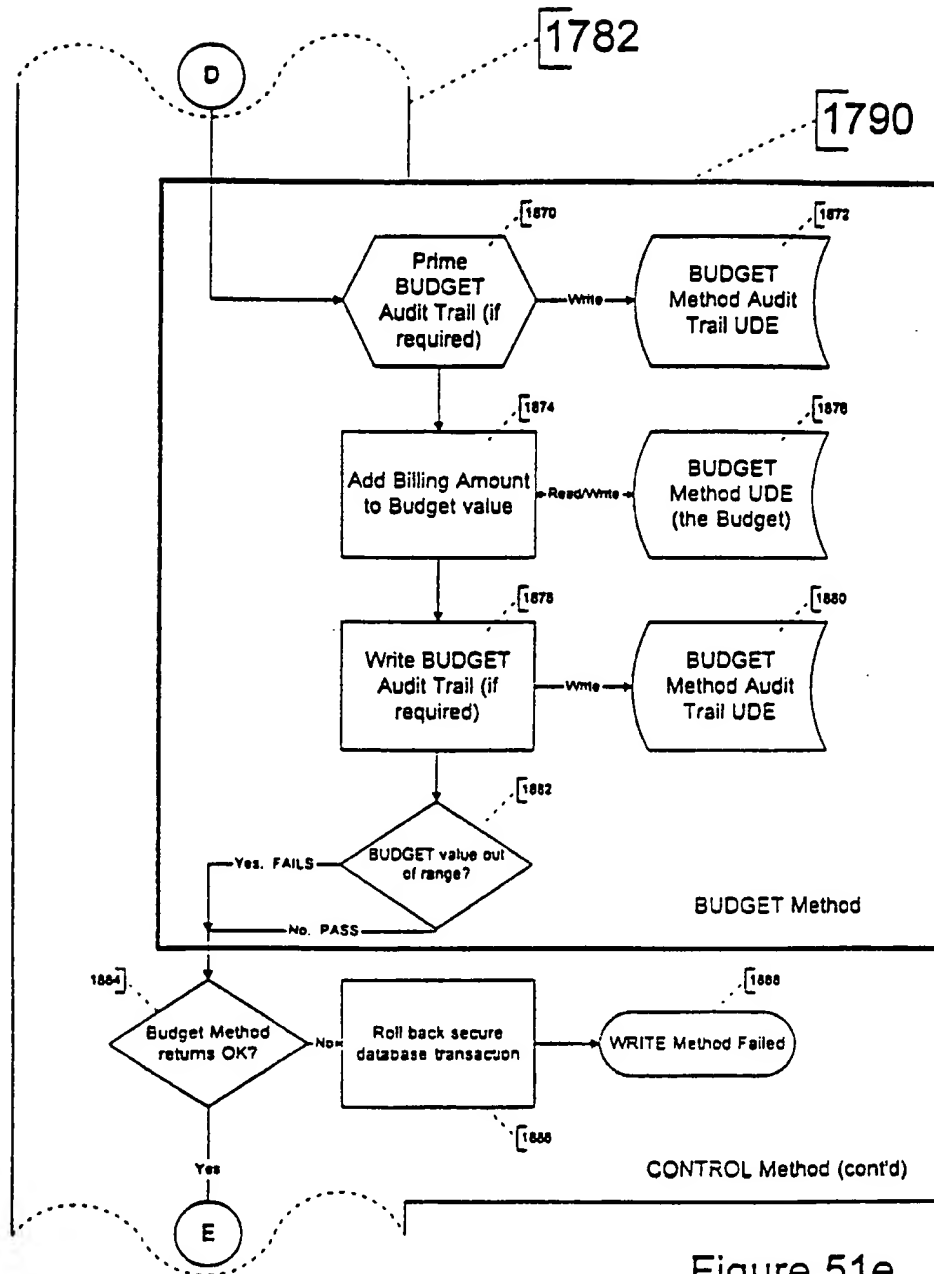 1782
D
1790
1870
Prime
BUDGET
Audit Trail (if
required)
Write
1872
BUDGET
Method Audit
Trail UDE
1874
Add Billing Amount
to Budget value
Read/Write
1876
BUDGET
Method UDE
(the Budget)
1878
Write BUDGET
Audit Trail (if
required)
Write
1880
BUDGET
Method Audit
Trail UDE
1882
BUDGET value out
of range?
Yes. FAILS
No. PASS
BUDGET Method
1884
Budget Method
returns OK?
No
Roll back secure
database transaction
1886
1888
WRITE Method Failed
Yes
CONTROL Method (cont'd)
E
Figure 51e